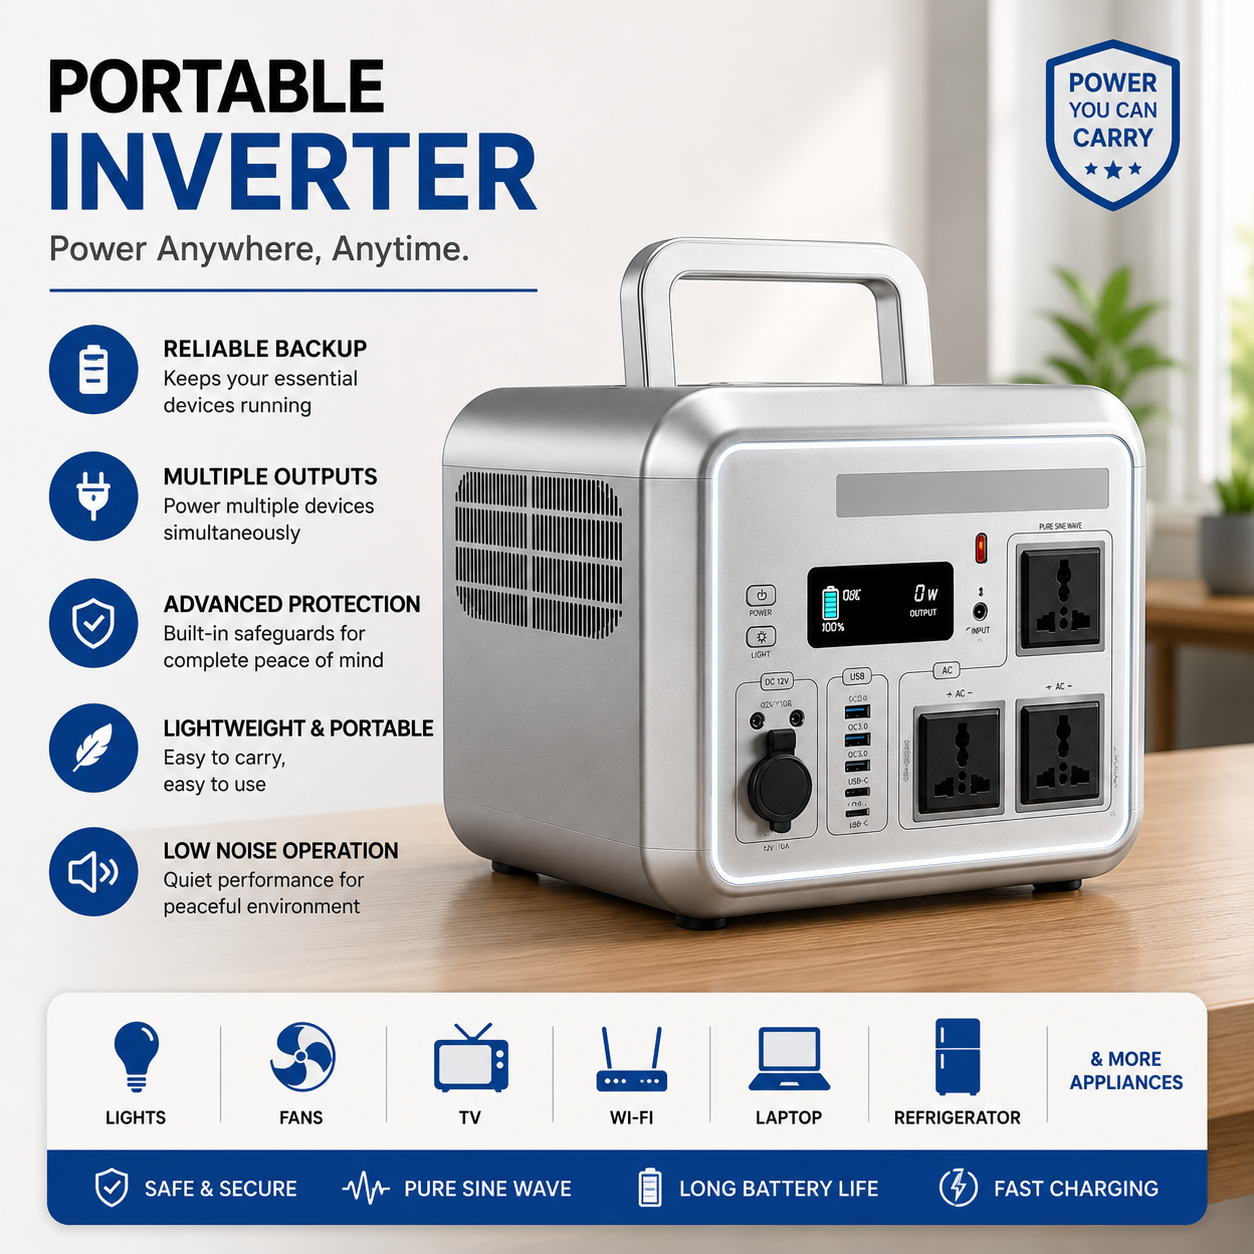 PORTABLE
INVERTER
Power Anywhere, Anytime.
POWER
YOU CAN
CARRY
RELIABLE BACKUP
Keeps your essential
devices running
MULTIPLE OUTPUTS
Power multiple devices
simultaneously
ADVANCED PROTECTION
Built-in safeguards for
complete peace of mind
LIGHTWEIGHT & PORTABLE
Easy to carry,
easy to use
LOW NOISE OPERATION
Quiet performance for
peaceful environment
PURE SINE WAVE
POWER
LIGHT
100%
0W
OUTPUT
INPUT
DC 12V
USB
AC
+ AC -
+ AC -
QC3.0
QC3.0
USB-C
LIGHTS
FANS
TV
WI-FI
LAPTOP
REFRIGERATOR
& MORE
APPLIANCES
SAFE & SECURE
PURE SINE WAVE
LONG BATTERY LIFE
FAST CHARGING